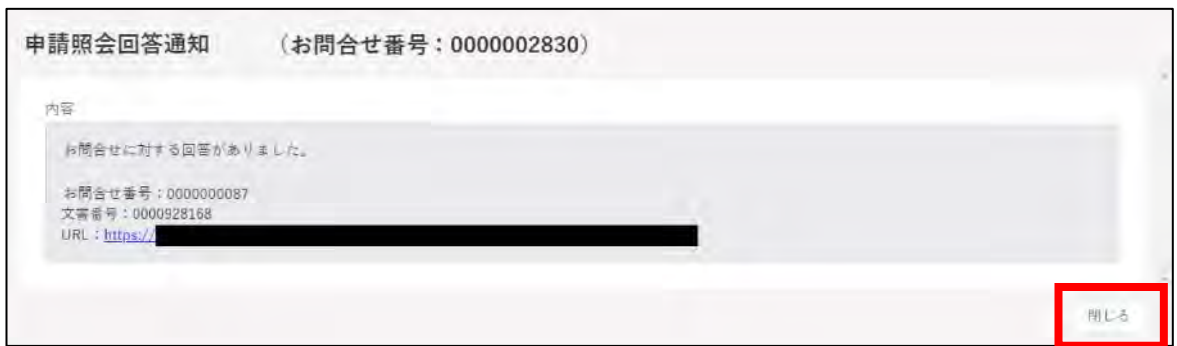 申請照会回答通知 （お問合せ番号：0000002830）
内容
お問合せに対する回答がありました。
お問合せ番号：0000000087
文書番号：0000928168
URL：https://
閉じる